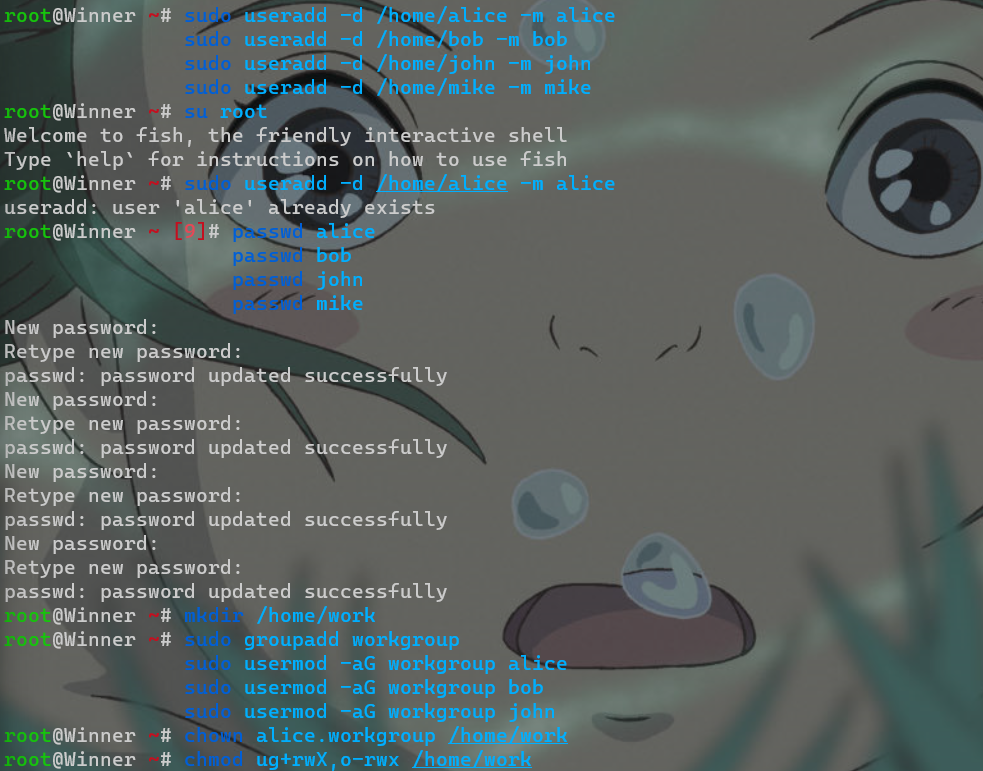 root@Winner ~# sudo useradd -d /home/alice -m alice
sudo useradd -d /home/bob -m bob
sudo useradd -d /home/john -m john
sudo useradd -d /home/mike -m mike
root@Winner ~# su root
Welcome to fish, the friendly interactive shell
Type `help` for instructions on how to use fish
root@Winner ~# sudo useradd -d /home/alice -m alice
useradd: user 'alice' already exists
root@Winner ~ [9]# passwd alice
passwd bob
passwd john
passwd mike
New password:
Retype new password:
passwd: password updated successfully
New password:
Retype new password:
passwd: password updated successfully
New password:
Retype new password:
passwd: password updated successfully
New password:
Retype new password:
passwd: password updated successfully
root@Winner ~# mkdir /home/work
root@Winner ~# sudo groupadd workgroup
sudo usermod -aG workgroup alice
sudo usermod -aG workgroup bob
sudo usermod -aG workgroup john
root@Winner ~# chown alice.workgroup /home/work
root@Winner ~# chmod ug+rwX,o-rwx /home/work